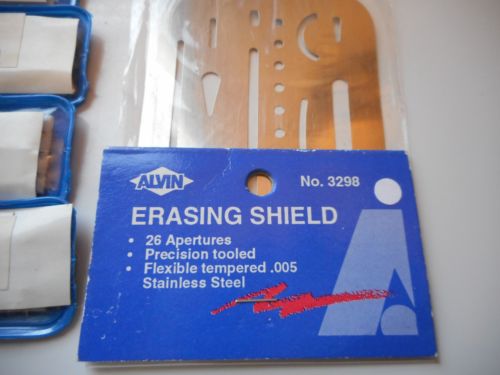 ALVIN
No. 3298
ERASING SHIELD
• 26 Apertures
• Precision tooled
• Flexible tempered .005
Stainless Steel